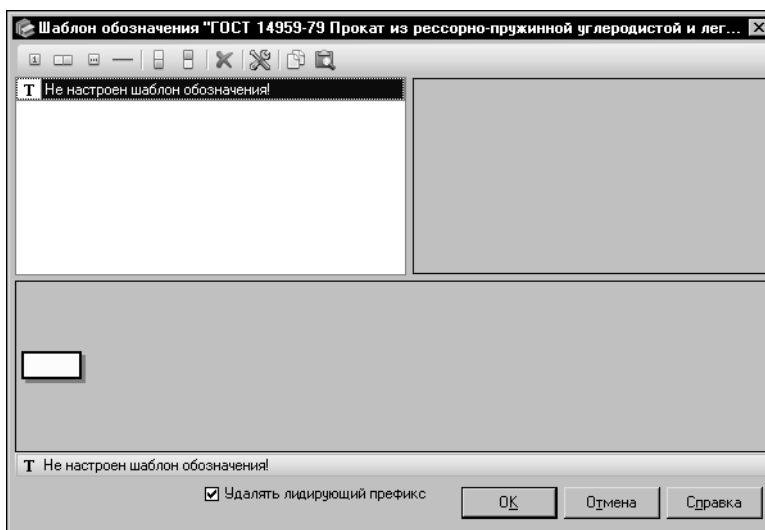 Шаблон обозначения "ГОСТ 14959-79 Прокат из рессорно-пружинной углеродистой и лег...
T Не настроен шаблон обозначения!
T Не настроен шаблон обозначения!
Удалять лидирующий префикс
OK
Отмена
Справка